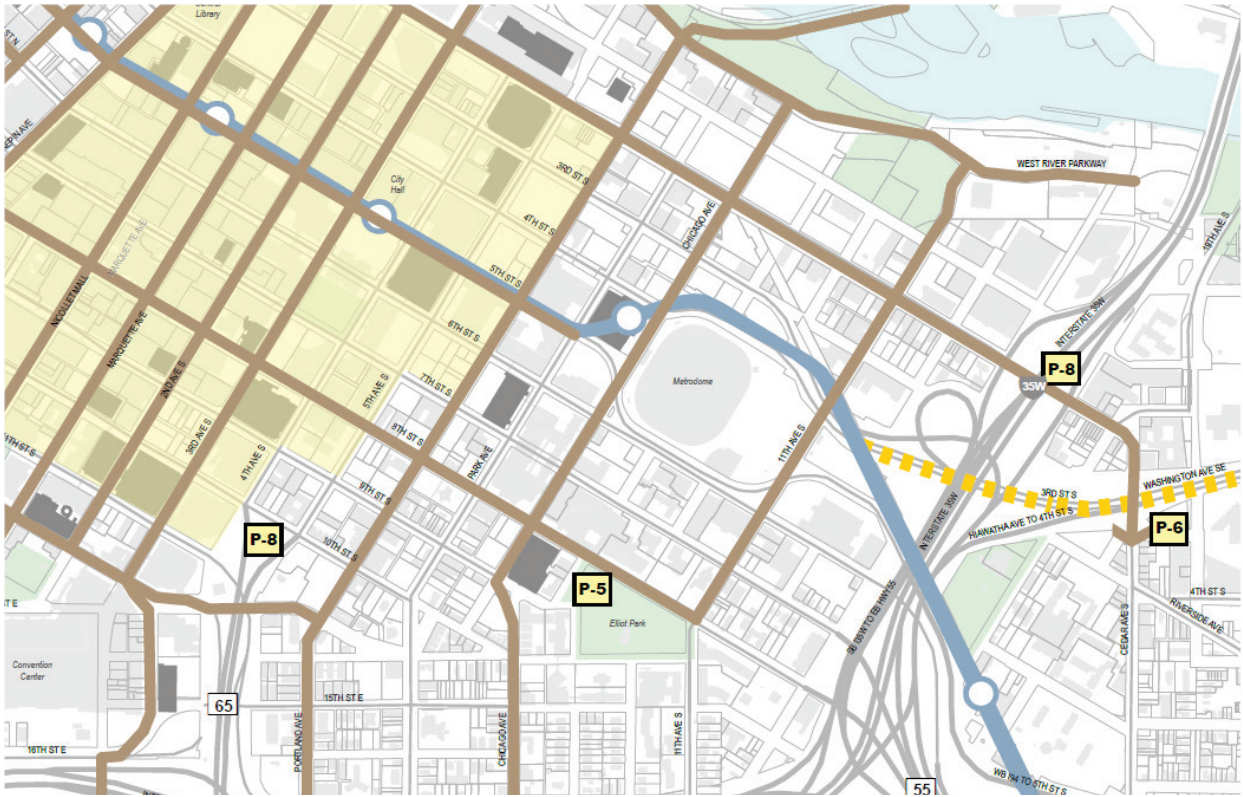 Library
ST N
WEST RIVER PARKWAY
3RD ST S
City
Hall
19TH AVE S
CHICAGO AVE
4TH ST S
MARQUETTE AVE
5TH ST S
NICOLLET MALL
INTERSTATE 35W
6TH ST S
MARQUETTE AVE
P-8
35W
7TH ST S
5TH AVE S
2ND AVE S
Metrodome
8TH ST S
3RD AVE S
11TH AVE S
PARK AVE
4TH AVE S
9TH ST S
WASHINGTON AVE SE
3RD ST S
INTERSTATE 35W
HIAWATHA AVE TO 4TH ST S
P-6
P-8
10TH ST S
P-5
4TH ST S
RIVERSIDE AVE
T E
Elliot Park
CEDAR AVE S
SB I35W TO EB HWY 55
Convention
Center
65
15TH ST E
PORTLAND AVE
CHICAGO AVE
11TH AVE S
16TH ST E
55
WB I94 TO 5TH ST S